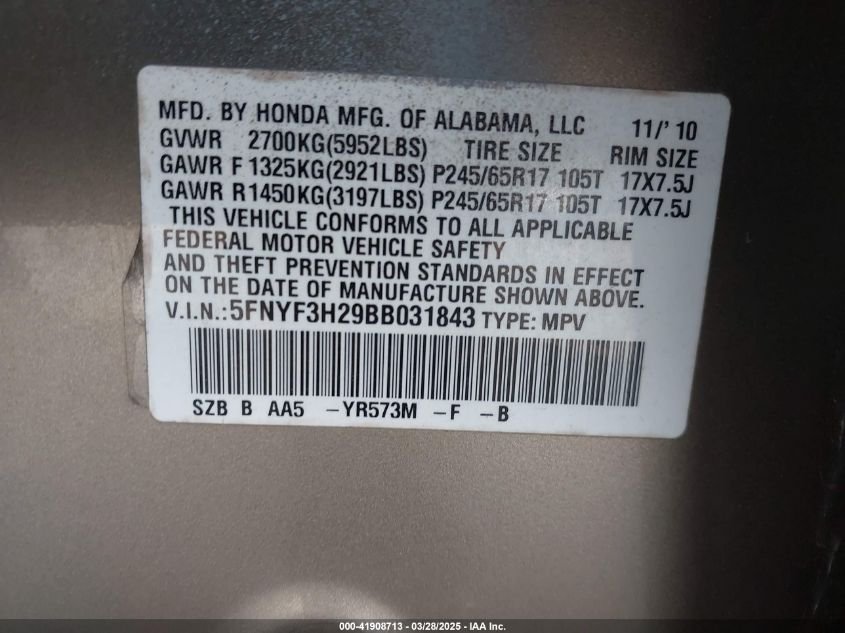 MFD. BY HONDA MFG. OF ALABAMA, LLC 11/' 10
GVWR 2700KG(5952LBS) TIRE SIZE RIM SIZE
GAWR F 1325KG(2921LBS) P245/65R17 105T 17X7.5J
GAWR R1450KG(3197LBS) P245/65R17 105T 17X7.5J
THIS VEHICLE CONFORMS TO ALL APPLICABLE
FEDERAL MOTOR VEHICLE SAFETY
AND THEFT PREVENTION STANDARDS IN EFFECT
ON THE DATE OF MANUFACTURE SHOWN ABOVE.
V.I.N.:5FNYF3H29BB031843 TYPE: MPV
SZB B AA5 -YR573M -F -B
000-41908713 - 03/28/2025 - IAA Inc.